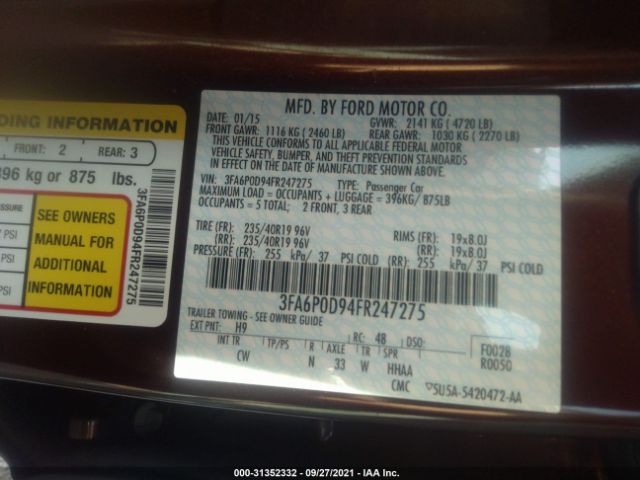 DING INFORMATION
FRONT: 2 REAR: 3
396 kg or 875 lbs.
SEE OWNERS
MANUAL FOR
ADDITIONAL
INFORMATION
PSI
PSI
3FA6P0D94FR247275
MFD. BY FORD MOTOR CO.
DATE: 01/15 GVWR: 2141 KG ( 4720 LB)
FRONT GAWR: 1116 KG ( 2460 LB) REAR GAWR: 1030 KG ( 2270 LB)
THIS VEHICLE CONFORMS TO ALL APPLICABLE FEDERAL MOTOR
VEHICLE SAFETY, BUMPER, AND THEFT PREVENTION STANDARDS
IN EFFECT ON THE DATE OF MANUFACTURE SHOWN ABOVE.
VIN: 3FA6P0D94FR247275 TYPE: Passenger Car
MAXIMUM LOAD = OCCUPANTS + LUGGAGE = 396KG/ 875LB
OCCUPANTS = 5 TOTAL; 2 FRONT, 3 REAR
TIRE (FR): 235/40R19 96V RIMS (FR): 19x8.0J
(RR): 235/40R19 96V (RR): 19x8.0J
PRESSURE (FR): 255 kPa/ 37 PSI COLD (RR): 255 kPa/ 37 PSI COLD
3FA6P0D94FR247275
TRAILER TOWING - SEE OWNER GUIDE
EXT PNT: H9 RC: 48 DSO: F0028
R0050
INT TR TP/PS R AXLE TR SPR
CW N 33 W HHAA
CMC 5U5A-5420472-AA
000-31352332 - 09/27/2021 - IAA Inc.